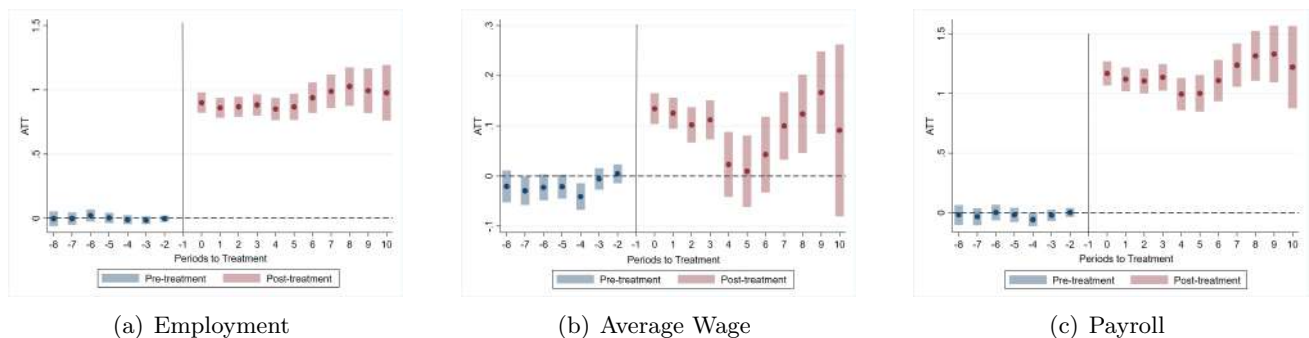 1.5
1
.5
0
ATT
-8 -7 -6 -5 -4 -3 -2 -1 0 1 2 3 4 5 6 7 8 9 10
Periods to Treatment
Pre-treatment Post-treatment
(a) Employment
.3
.2
.1
0
-.1
ATT
-8 -7 -6 -5 -4 -3 -2 -1 0 1 2 3 4 5 6 7 8 9 10
Periods to Treatment
Pre-treatment Post-treatment
(b) Average Wage
1.5
1
.5
0
ATT
-8 -7 -6 -5 -4 -3 -2 -1 0 1 2 3 4 5 6 7 8 9 10
Periods to Treatment
Pre-treatment Post-treatment
(c) Payroll